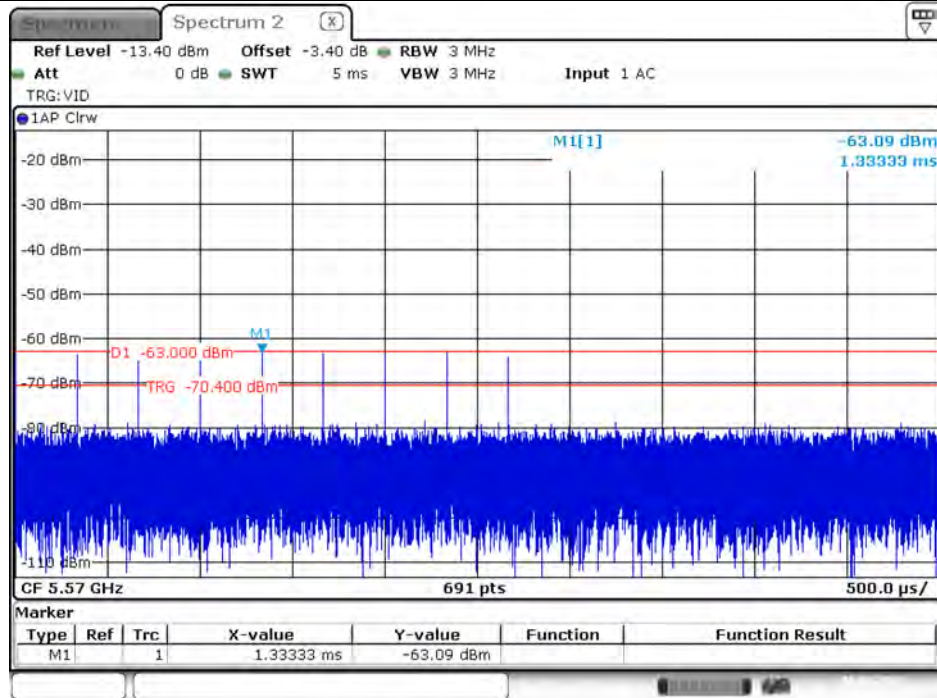 Spectrum Spectrum 2 X
Ref Level -13.40 dBm Offset -3.40 dB RBW 3 MHz
Att 0 dB SWT 5 ms VBW 3 MHz Input 1 AC
TRG:VID
1AP Clrw
M1[1] -63.09 dBm
1.33333 ms
-20 dBm
-30 dBm
-40 dBm
-50 dBm
-60 dBm
M1
D1 -63.000 dBm
-70 dBm
TRG -70.400 dBm
-90 dBm
-110 dBm
CF 5.57 GHz 691 pts 500.0 µs/
Marker
Type Ref Trc X-value Y-value Function Function Result
M1 1 1.33333 ms -63.09 dBm